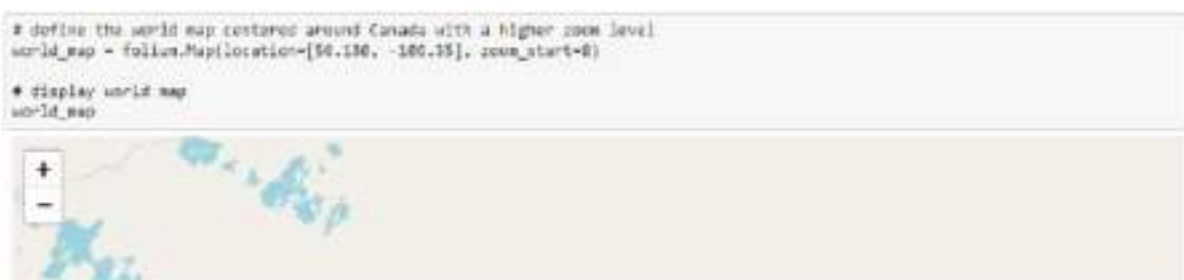 # define the world map centered around Canada with a higher zoom level
world_map = folium.Map(location=[56.130, -106.35], zoom_start=8)
# display world map
world_map
+
−